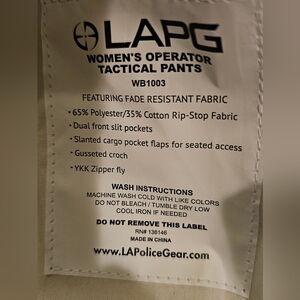 LAPG
WOMEN'S OPERATOR
TACTICAL PANTS
WB1003
FEATURING FADE RESISTANT FABRIC
• 65% Polyester/35% Cotton Rip-Stop Fabric
• Dual front slit pockets
• Slanted cargo pocket flaps for seated access
• Gusseted croch
• YKK Zipper fly
WASH INSTRUCTIONS
MACHINE WASH COLD WITH LIKE COLORS
DO NOT BLEACH / TUMBLE DRY LOW
COOL IRON IF NEEDED
DO NOT REMOVE THIS LABEL
RN# 136146
MADE IN CHINA
www.LAPoliceGear.com